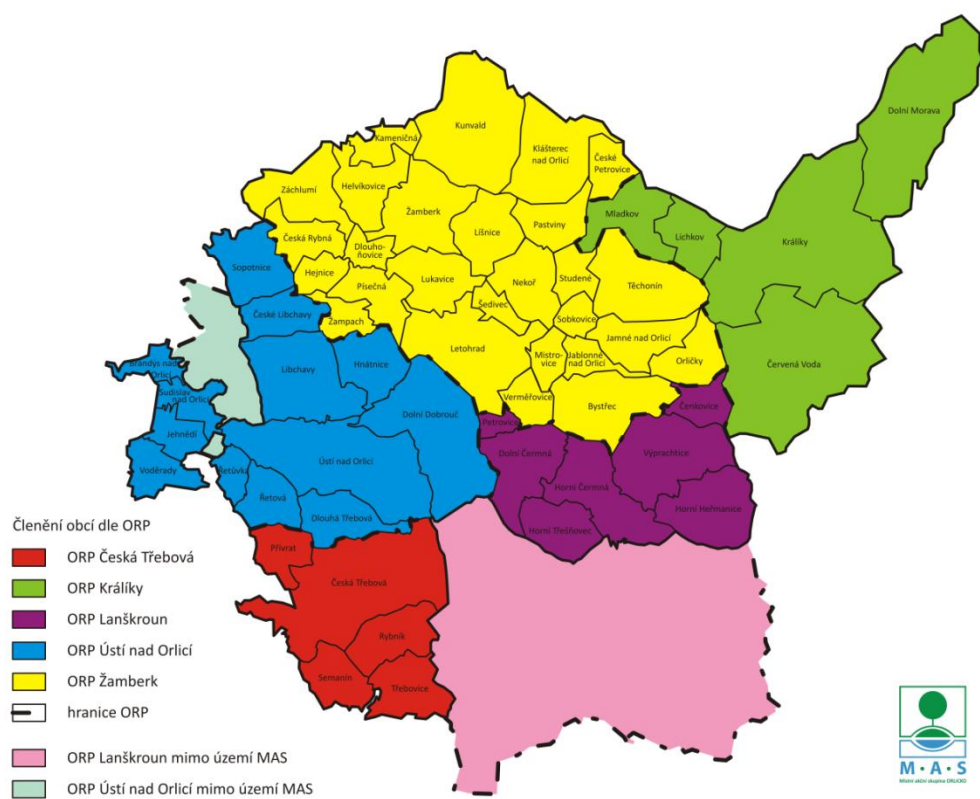 Dolní Morava
Kunvald
Kameničná
Klášterec
nad Orlicí
České
Petrovice
Záchlumí
Helvíkovice
Žamberk
Mladkov
Líšnice
Pastviny
Lichkov
Králíky
Česká Rybná
Dlouho-
ňovice
Sopotnice
Hejnice
Písečná
Lukavice
Nekoř
Studené
Těchonín
České Libchavy
Žampach
Šedivec
Sobkovice
Letohrad
Mistro-
vice
Jablonné
nad Orlicí
Jamné nad Orlicí
Orličky
Červená Voda
Brandýs nad
Orlicí
Libchavy
Hnátnice
Sudislav
nad Orlicí
Dolní Dobrouč
Verměřovice
Bystřec
Čenkovice
Jehnědí
Petrovice
Voděrady
Řetůvka
Ústí nad Orlicí
Dolní Čermná
Výprachtice
Řetová
Horní Čermná
Dlouhá Třebová
Horní Třešňovec
Horní Heřmanice
Přívrat
Česká Třebová
Rybník
Semanín
Třebovice
Členění obcí dle ORP
ORP Česká Třebová
ORP Králíky
ORP Lanškroun
ORP Ústí nad Orlicí
ORP Žamberk
hranice ORP
ORP Lanškroun mimo území MAS
ORP Ústí nad Orlicí mimo území MAS
M·A·S
Místní akční skupina ORLICKO